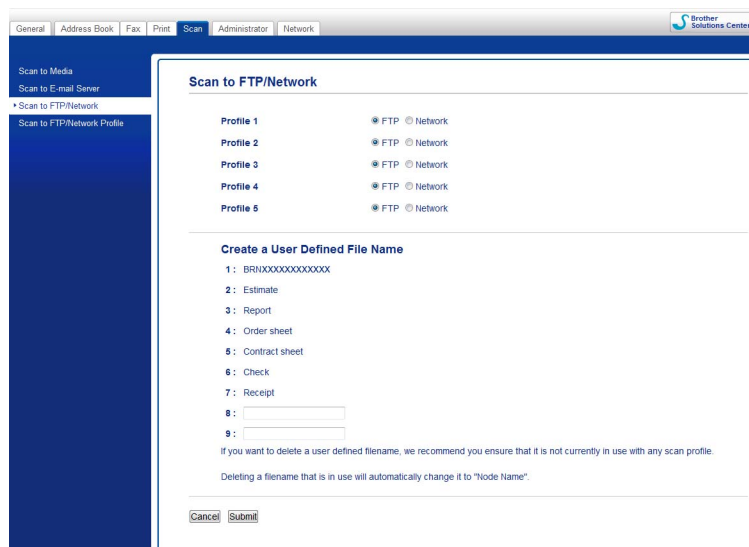 General Address Book Fax Print Scan Administrator Network
Brother
Solutions Center
Scan to Media
Scan to E-mail Server
Scan to FTP/Network
Scan to FTP/Network Profile
Scan to FTP/Network
Profile 1 FTP Network
Profile 2 FTP Network
Profile 3 FTP Network
Profile 4 FTP Network
Profile 5 FTP Network
Create a User Defined File Name
1 : BRNXXXXXXXXXXXX
2 : Estimate
3 : Report
4 : Order sheet
5 : Contract sheet
6 : Check
7 : Receipt
8 :
9 :
If you want to delete a user defined filename, we recommend you ensure that it is not currently in use with any scan profile.
Deleting a filename that is in use will automatically change it to "Node Name".
Cancel Submit